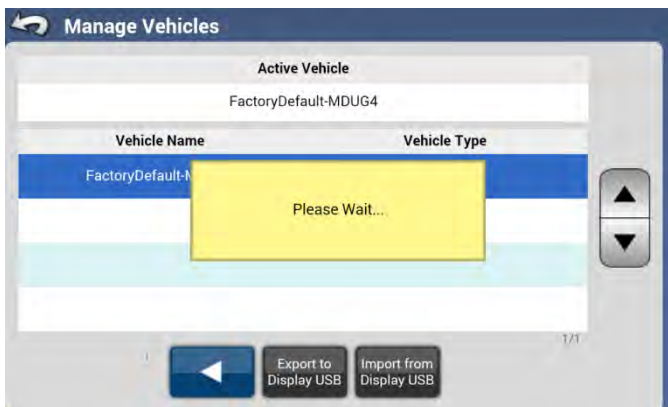 Manage Vehicles
Active Vehicle
FactoryDefault-MDUG4
Vehicle Name Vehicle Type
FactoryDefault-M
Please Wait...
1/1
Export to Import from
Display USB Display USB